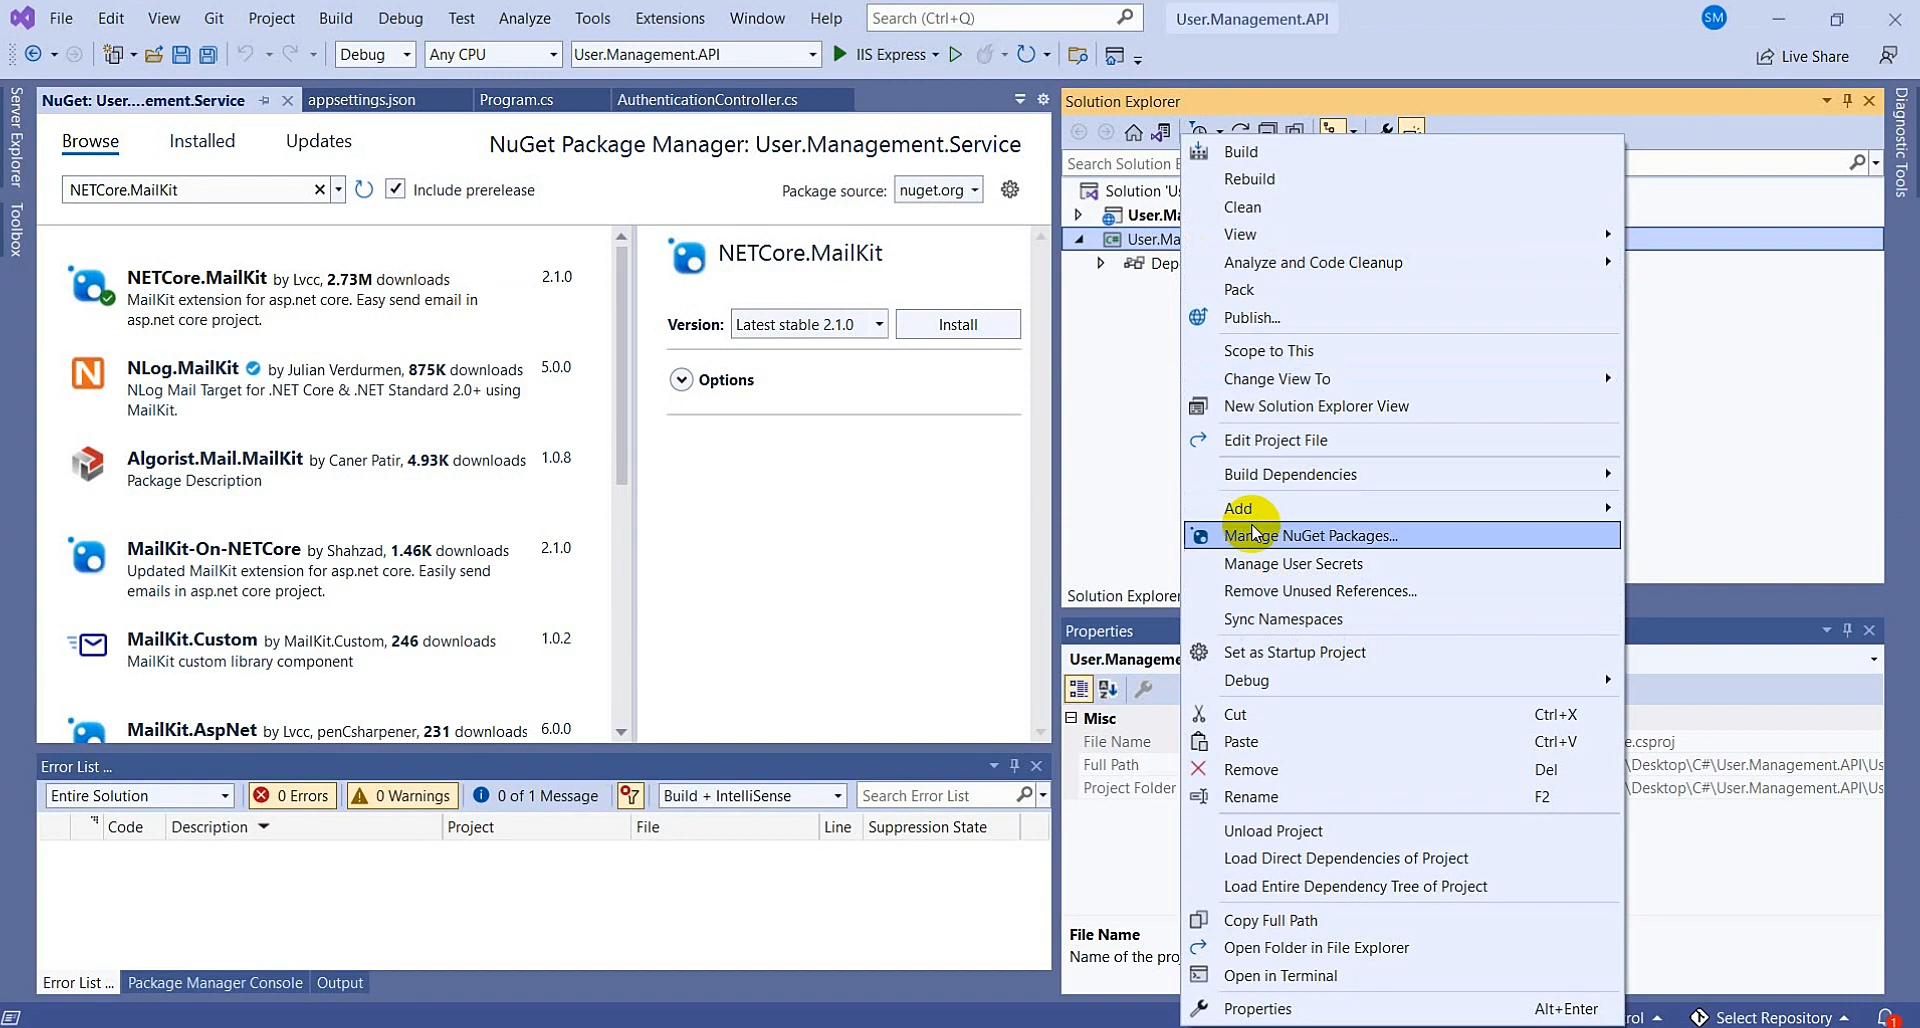 File Edit View Git Project Build Debug Test Analyze Tools Extensions Window Help Search (Ctrl+Q) User.Management.API SM
Debug Any CPU User.Management.API IIS Express Live Share
Server Explorer
Toolbox
NuGet: User....ement.Service appsettings.json Program.cs AuthenticationController.cs
Browse Installed Updates NuGet Package Manager: User.Management.Service
NETCore.MailKit Include prerelease Package source: nuget.org
NETCore.MailKit by Lvcc, 2.73M downloads 2.1.0
MailKit extension for asp.net core. Easy send email in
asp.net core project.
NLog.MailKit by Julian Verdurmen, 875K downloads 5.0.0
NLog Mail Target for .NET Core & .NET Standard 2.0+ using
MailKit.
Algorist.Mail.MailKit by Caner Patir, 4.93K downloads 1.0.8
Package Description
MailKit-On-NETCore by Shahzad, 1.46K downloads 2.1.0
Updated MailKit extension for asp.net core. Easily send
emails in asp.net core project.
MailKit.Custom by MailKit.Custom, 246 downloads 1.0.2
MailKit custom library component
MailKit.AspNet by Lvcc, penCsharpener, 231 downloads 6.0.0
NETCore.MailKit
Version: Latest stable 2.1.0 Install
Options
Error List ...
Entire Solution 0 Errors 0 Warnings 0 of 1 Message Build + IntelliSense Search Error List
Code Description Project File Line Suppression State
Error List ... Package Manager Console Output
Solution Explorer
Search Solution E
Solution 'Us
User.Ma
User.Ma
Dep
Solution Explorer
Build
Rebuild
Clean
View
Analyze and Code Cleanup
Pack
Publish...
Scope to This
Change View To
New Solution Explorer View
Edit Project File
Build Dependencies
Add
Manage NuGet Packages...
Manage User Secrets
Remove Unused References...
Sync Namespaces
Set as Startup Project
Debug
Cut Ctrl+X
Paste Ctrl+V
Remove Del
Rename F2
Unload Project
Load Direct Dependencies of Project
Load Entire Dependency Tree of Project
Copy Full Path
Open Folder in File Explorer
Open in Terminal
Properties Alt+Enter
Properties
User.Manageme
Misc
File Name e.csproj
Full Path \Desktop\C#\User.Management.API\Us
Project Folder \Desktop\C#\User.Management.API\Us
File Name
Name of the proj
Diagnostic Tools
rol Select Repository 1